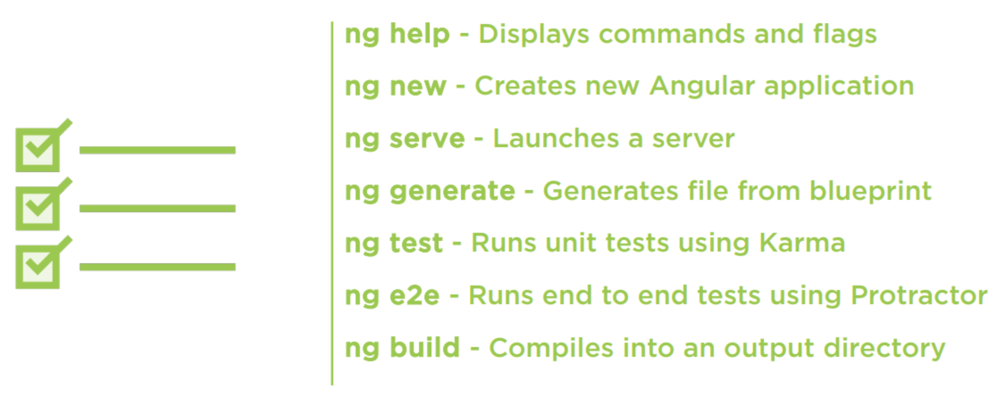 ng help - Displays commands and flags
ng new - Creates new Angular application
ng serve - Launches a server
ng generate - Generates file from blueprint
ng test - Runs unit tests using Karma
ng e2e - Runs end to end tests using Protractor
ng build - Compiles into an output directory